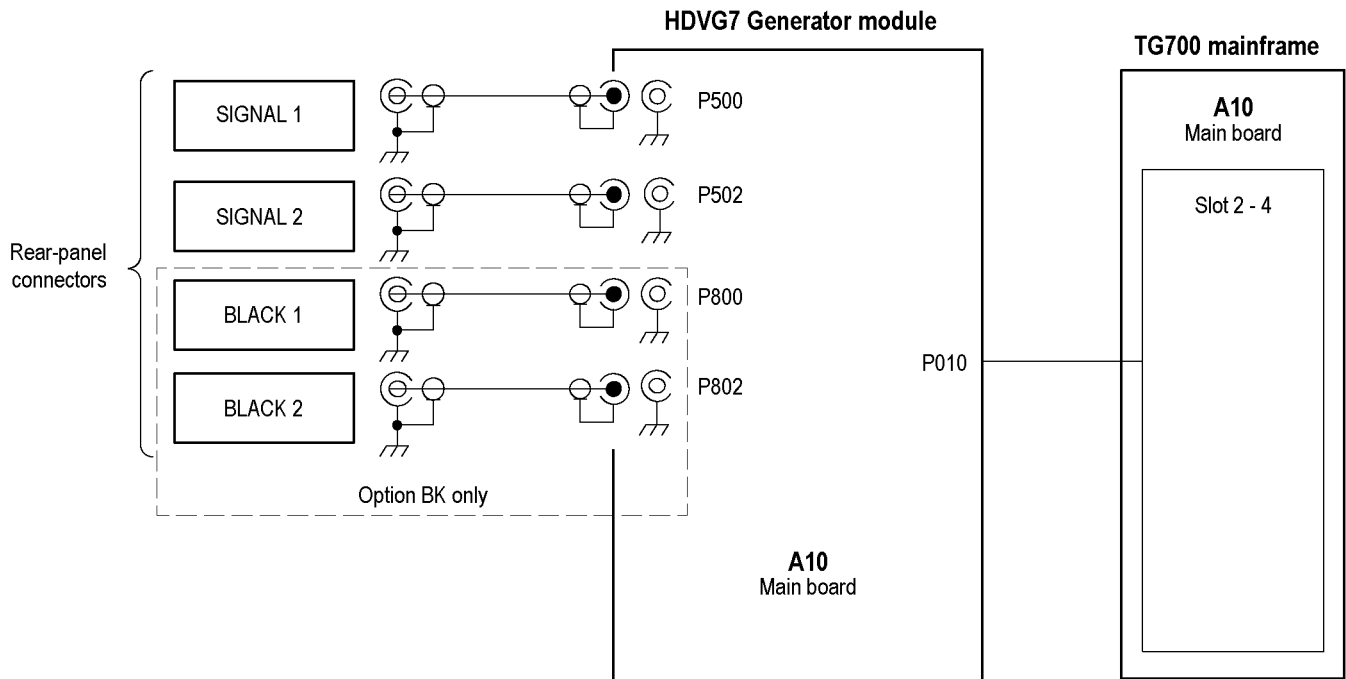 HDVG7 Generator module
TG700 mainframe
SIGNAL 1
P500
A10
Main board
SIGNAL 2
P502
Slot 2 - 4
Rear-panel
connectors
BLACK 1
P800
P010
BLACK 2
P802
Option BK only
A10
Main board